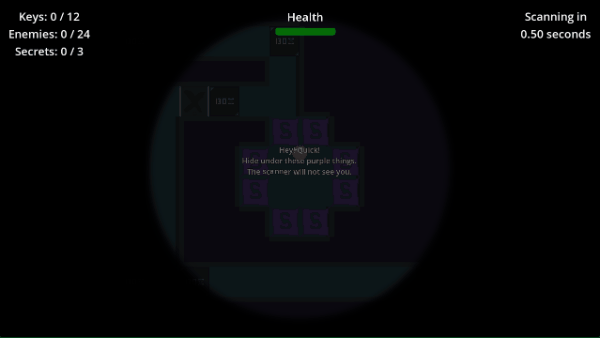 Keys: 0 / 12
Enemies: 0 / 24
Secrets: 0 / 3
Health
Scanning in
0.50 seconds
Hey! Quick!
Hide under these purple things.
The scanner will not see you.
S S
S S
S S